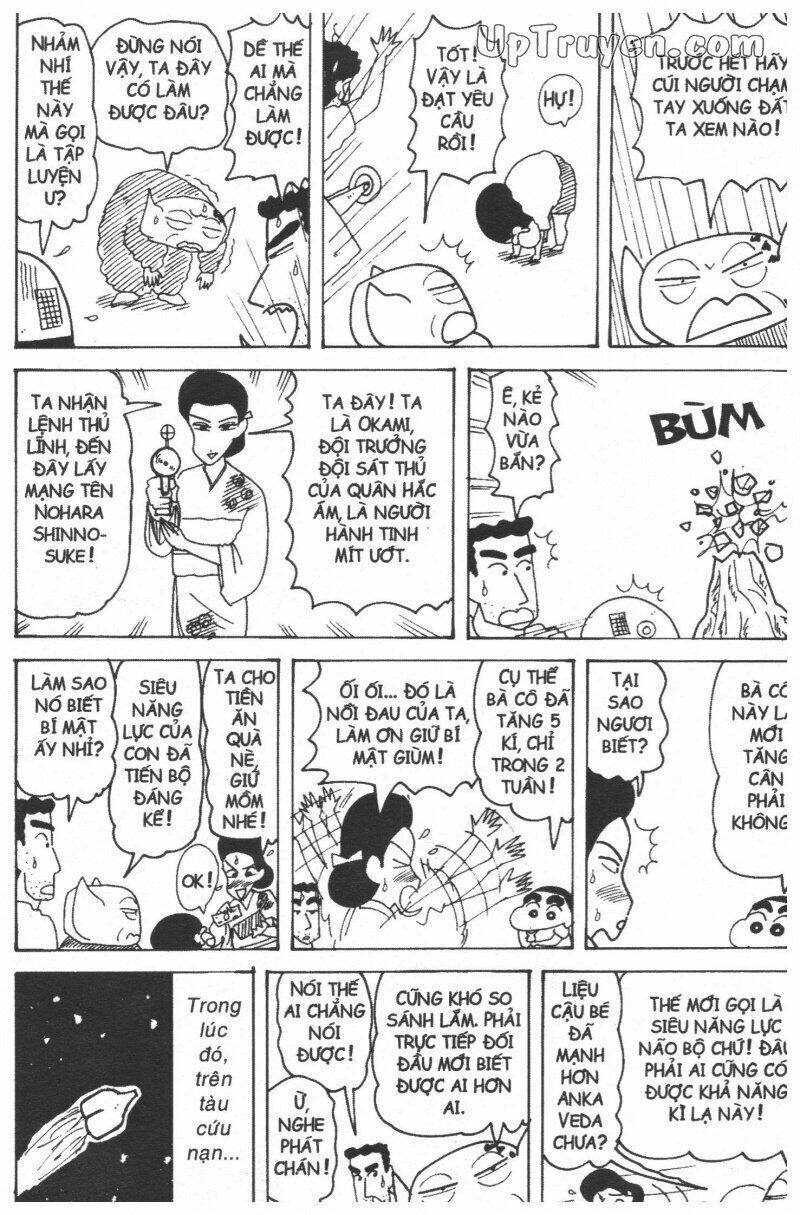 UpTruyen.com
TRƯỚC HẾT HÃY
CÚI NGƯỜI CHẠM
TAY XUỐNG ĐẤT
TA XEM NÀO!
HỰ!
TỐT!
VẬY LÀ
ĐẠT YÊU
CẦU
RỒI!
DỄ THẾ
AI MÀ
CHẲNG
LÀM
ĐƯỢC!
ĐỪNG NÓI
VẬY, TA ĐÂY
CÓ LÀM
ĐƯỢC ĐÂU?
NHẢM
NHÍ
THẾ
NÀY
MÀ GỌI
LÀ TẬP
LUYỆN
Ư?
BÙM
Ê, KẺ
NÀO
VỪA
BẮN?
TA ĐÂY! TA
LÀ OKAMI,
ĐỘI TRƯỞNG
ĐỘI SÁT THỦ
CỦA QUÂN HẮC
ÁM, LÀ NGƯỜI
HÀNH TINH
MÍT ƯỚT.
TA NHẬN
LỆNH THỦ
LĨNH, ĐẾN
ĐÂY LẤY
MẠNG TÊN
NOHARA
SHINNO-
SUKE!
BÀ CÔ
NÀY LÀ
MỚI
TĂNG
CÂN
PHẢI
KHÔNG
TẠI
SAO
NGƯƠI
BIẾT?
CỤ THỂ
BÀ CÔ ĐÃ
TĂNG 5
KÍ, CHỈ
TRONG 2
TUẦN!
ỐI ỐI... ĐÓ LÀ
NỖI ĐAU CỦA TA,
LÀM ƠN GIỮ BÍ
MẬT GIÙM!
TA CHO
TIỀN
ĂN
QUÀ
NÈ,
GIỮ
MỒM
NHÉ!
OK!
SIÊU
NĂNG
LỰC CỦA
CON ĐÃ
TIẾN BỘ
ĐÁNG
KỂ!
LÀM SAO
NÓ BIẾT
BÍ MẬT
ẤY NHỈ?
THẾ MỚI GỌI LÀ
SIÊU NĂNG LỰC
NÃO BỘ CHỨ! ĐÂU
PHẢI AI CŨNG CÓ
ĐƯỢC KHẢ NĂNG
KÌ LẠ NÀY!
LIỆU
CẬU BÉ
ĐÃ
MẠNH
HƠN
ANKA
VEDA
CHƯA?
CŨNG KHÓ SO
SÁNH LẮM. PHẢI
TRỰC TIẾP ĐỐI
ĐẦU MỚI BIẾT
ĐƯỢC AI HƠN
AI.
NÓI THẾ
AI CHẲNG
NÓI
ĐƯỢC!
Ừ,
NGHE
PHÁT
CHÁN!
Trong
lúc
đó,
trên
tàu
cứu
nạn...